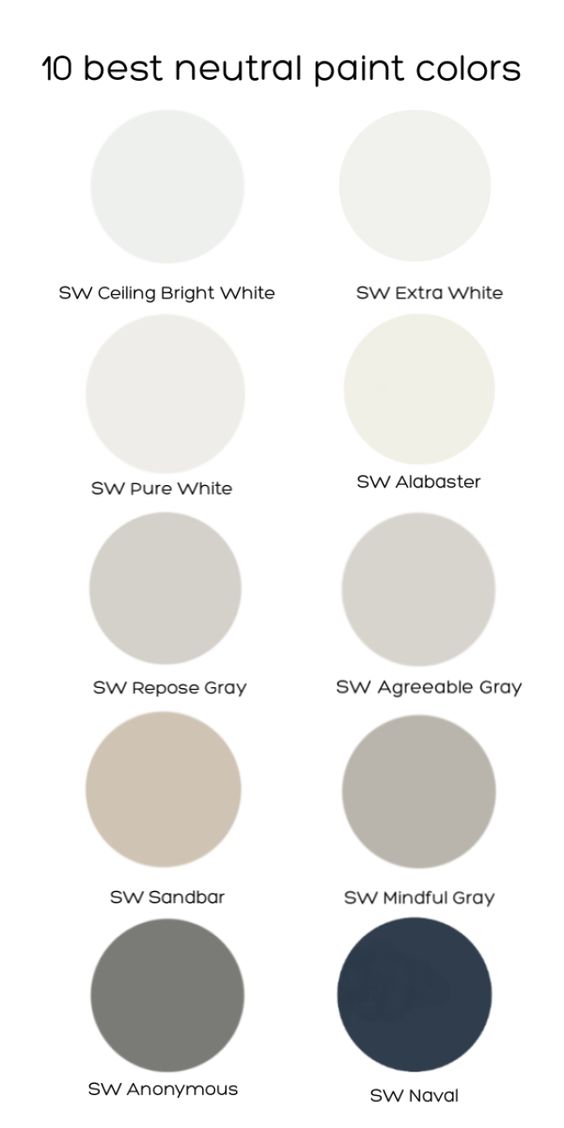 10 best neutral paint colors
SW Ceiling Bright White
SW Extra White
SW Pure White
SW Alabaster
SW Repose Gray
SW Agreeable Gray
SW Sandbar
SW Mindful Gray
SW Anonymous
SW Naval